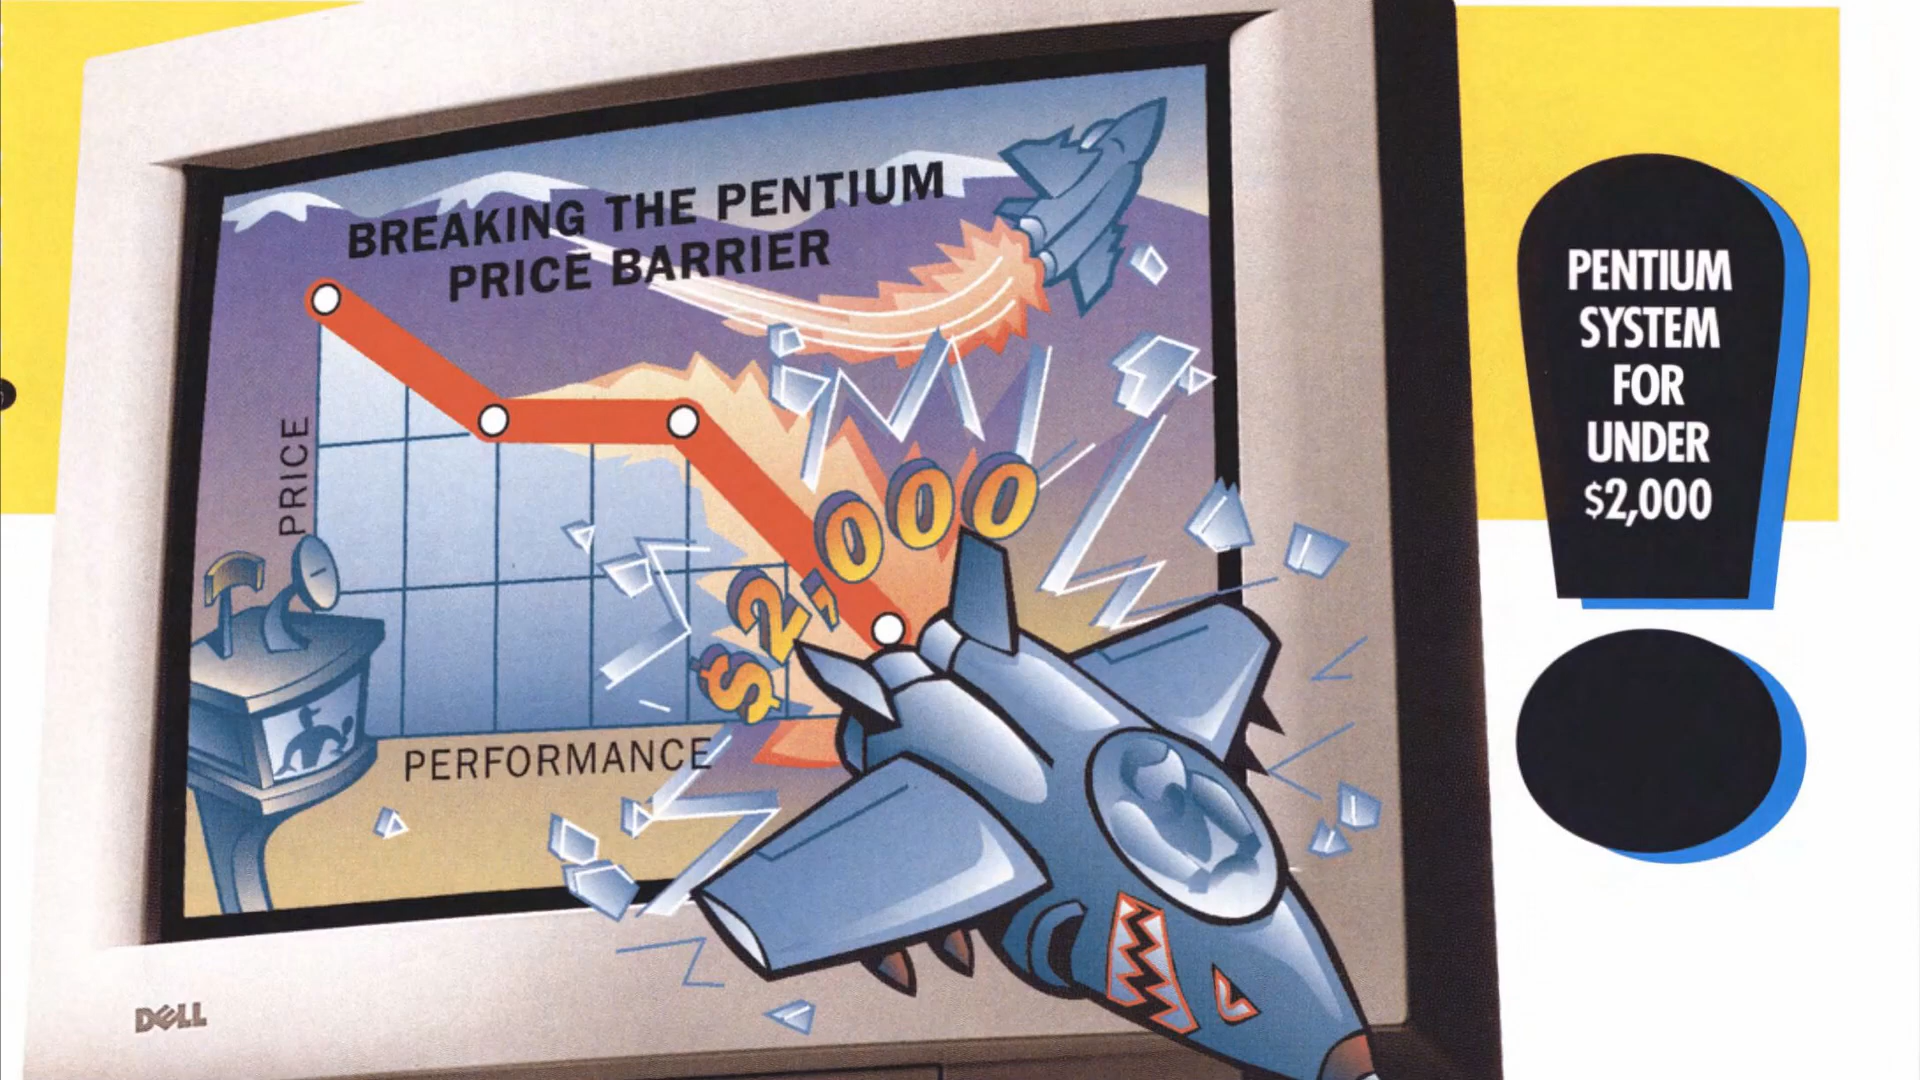 BREAKING THE PENTIUM
PRICE BARRIER
PRICE
$2,000
PERFORMANCE
DELL
PENTIUM
SYSTEM
FOR
UNDER
$2,000